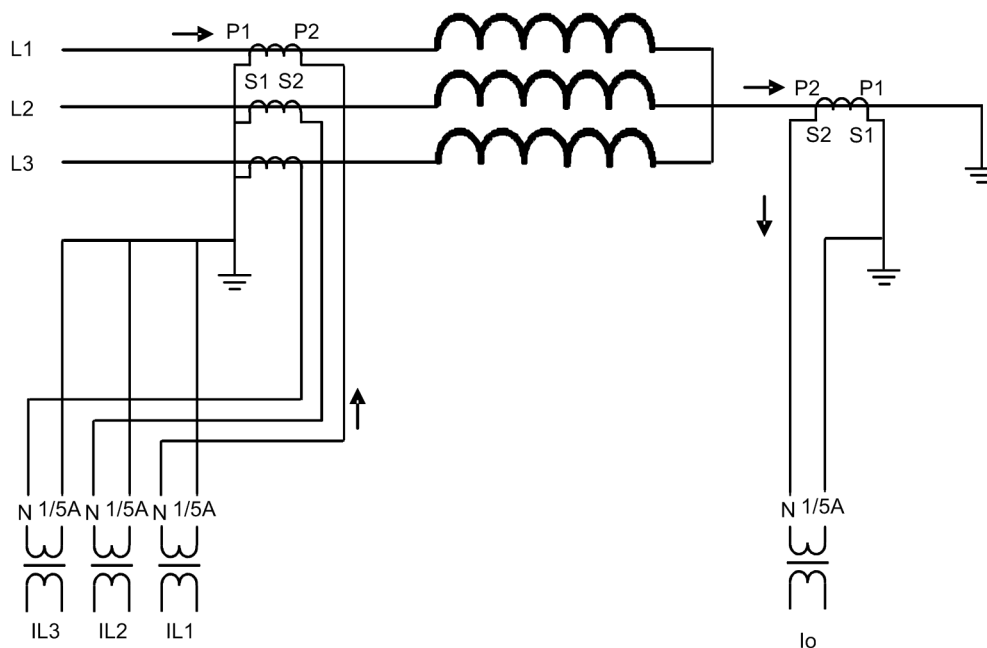 P1 P2
L1
S1 S2
L2
P2 P1
S2 S1
L3
N 1/5A N 1/5A N 1/5A
N 1/5A
IL3 IL2 IL1
Io